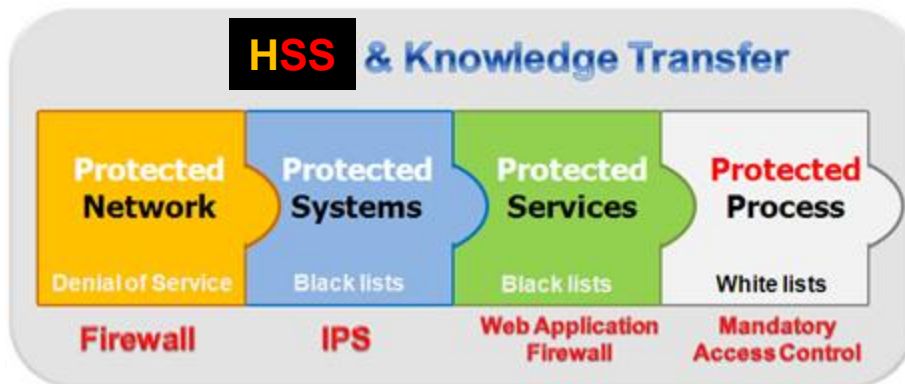 HSS & Knowledge Transfer
Protected
Network
Denial of Service
Firewall
Protected
Systems
Black lists
IPS
Protected
Services
Black lists
Web Application
Firewall
Protected
Process
White lists
Mandatory
Access Control